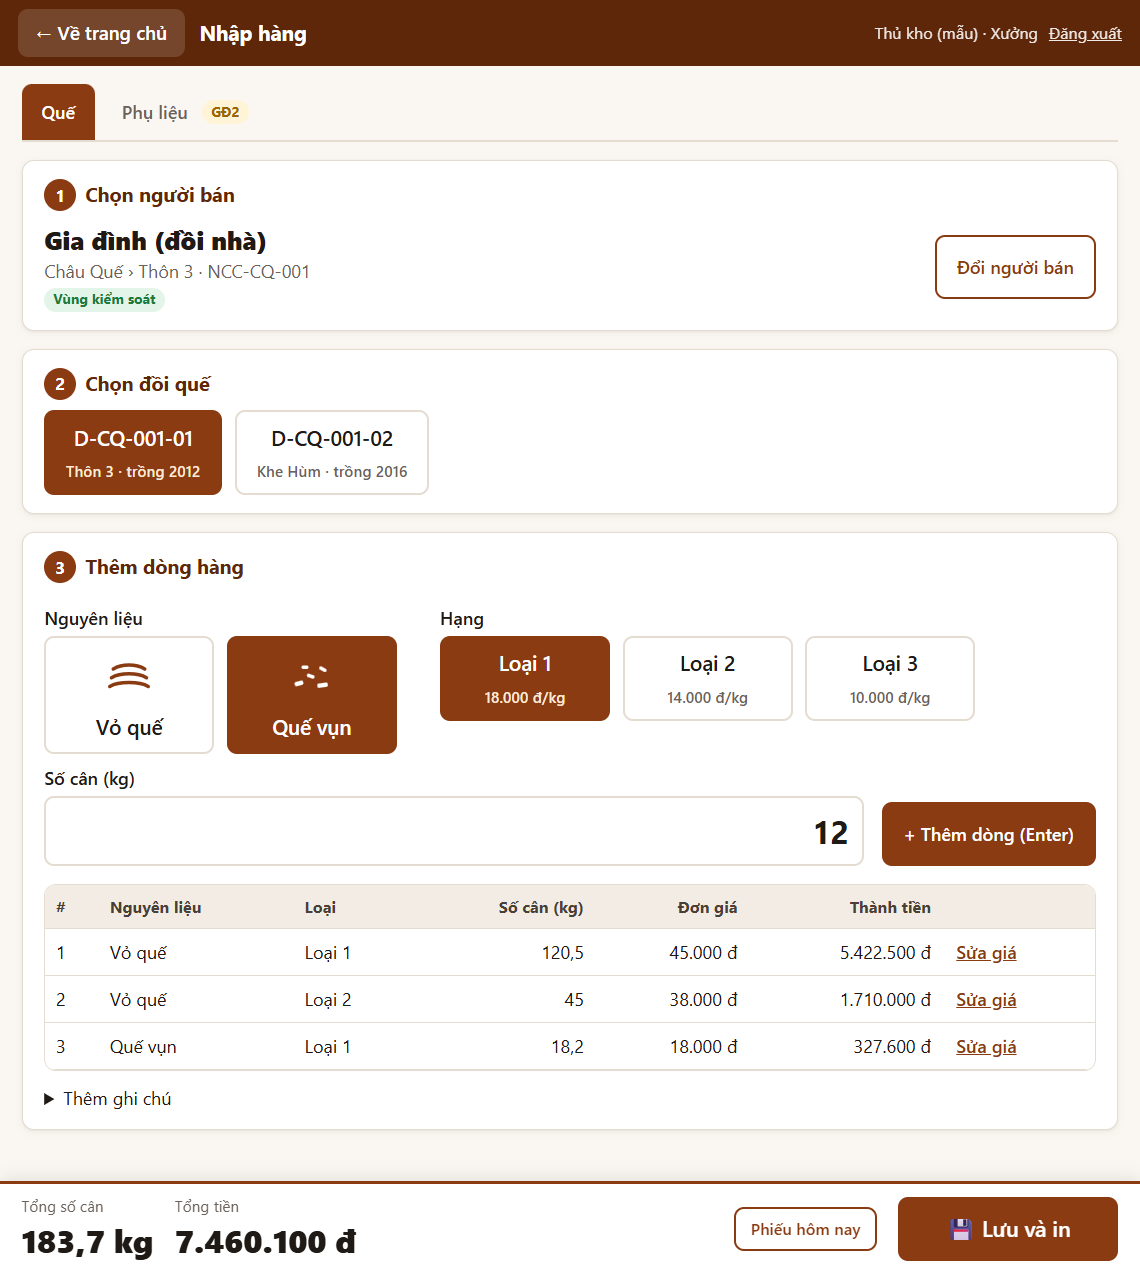 ← Về trang chủ
Nhập hàng
Thủ kho (mẫu) · Xưởng Đăng xuất
Quế
Phụ liệu GĐ2
1 Chọn người bán
Gia đình (đồi nhà)
Châu Quế › Thôn 3 · NCC-CQ-001
Vùng kiểm soát
Đổi người bán
2 Chọn đồi quế
D-CQ-001-01
Thôn 3 · trồng 2012
D-CQ-001-02
Khe Hùm · trồng 2016
3 Thêm dòng hàng
Nguyên liệu
Vỏ quế
Quế vụn
Hạng
Loại 1
18.000 đ/kg
Loại 2
14.000 đ/kg
Loại 3
10.000 đ/kg
Số cân (kg)
12
+ Thêm dòng (Enter)
# Nguyên liệu Loại Số cân (kg) Đơn giá Thành tiền
1 Vỏ quế Loại 1 120,5 45.000 đ 5.422.500 đ Sửa giá
2 Vỏ quế Loại 2 45 38.000 đ 1.710.000 đ Sửa giá
3 Quế vụn Loại 1 18,2 18.000 đ 327.600 đ Sửa giá
▶ Thêm ghi chú
Tổng số cân
183,7 kg
Tổng tiền
7.460.100 đ
Phiếu hôm nay
Lưu và in